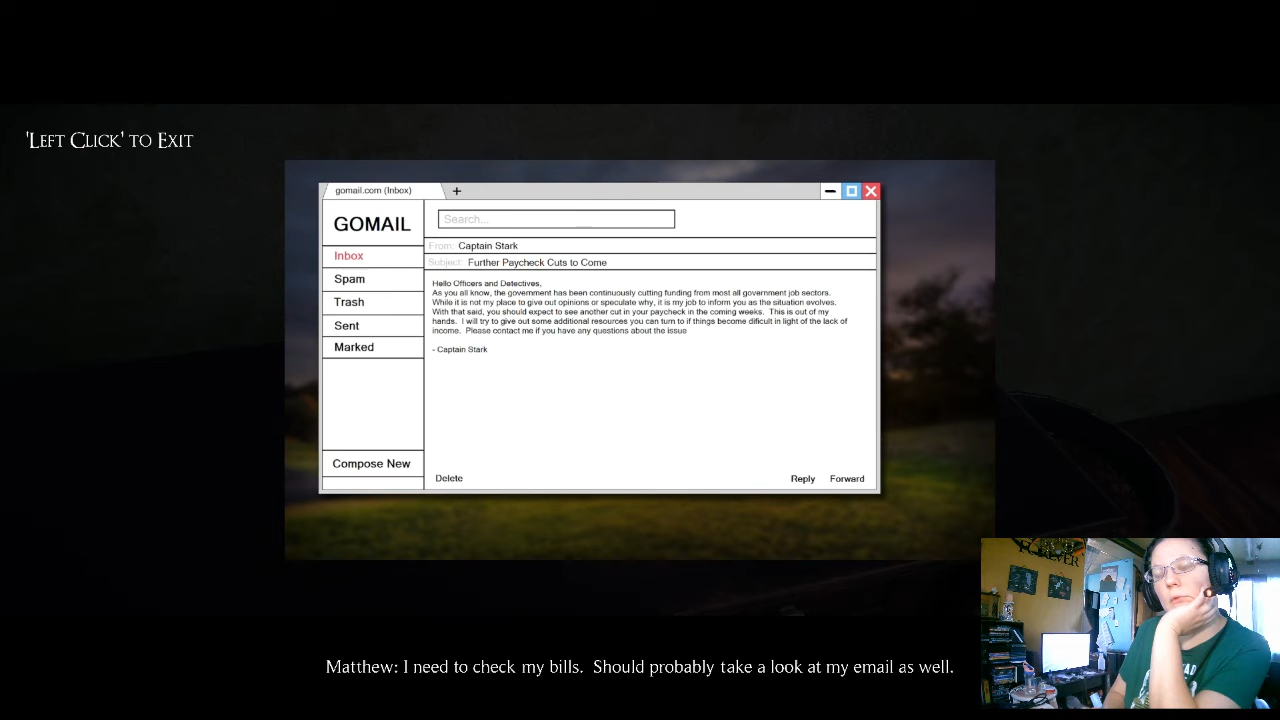 'Left Click' to Exit
gomail.com (Inbox)
+
GOMAIL
Search...
Inbox
Spam
Trash
Sent
Marked
Compose New
From: Captain Stark
Subject: Further Paycheck Cuts to Come
Hello Officers and Detectives,
As you all know, the government has been continuously cutting funding from most all government job sectors.
While it is not my place to give out opinions or speculate why, it is my job to inform you as the situation evolves.
With that said, you should expect to see another cut in your paycheck in the coming weeks. This is out of my
hands. I will try to give out some additional resources you can turn to if things become dificult in light of the lack of
income. Please contact me if you have any questions about the issue
- Captain Stark
Delete
Reply Forward
FOREVER
Matthew: I need to check my bills. Should probably take a look at my email as well.